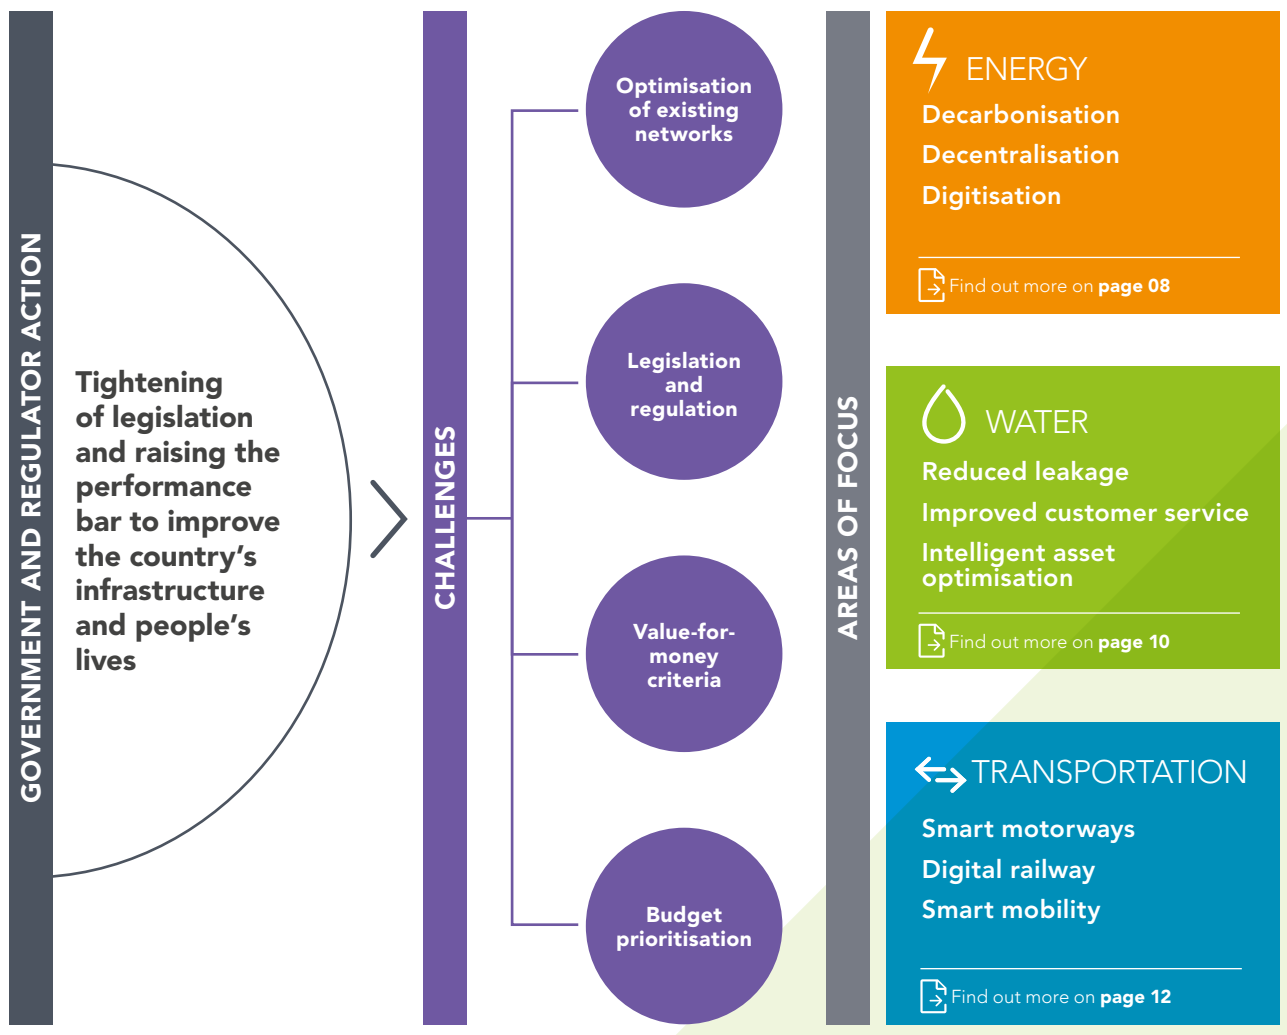 GOVERNMENT AND REGULATOR ACTION
Tightening
of legislation
and raising the
performance
bar to improve
the country's
infrastructure
and people's
lives
CHALLENGES
Optimisation
of existing
networks
Legislation
and
regulation
Value-for-
money
criteria
Budget
prioritisation
AREAS OF FOCUS
ENERGY
Decarbonisation
Decentralisation
Digitisation
Find out more on page 08
WATER
Reduced leakage
Improved customer service
Intelligent asset
optimisation
Find out more on page 10
TRANSPORTATION
Smart motorways
Digital railway
Smart mobility
Find out more on page 12